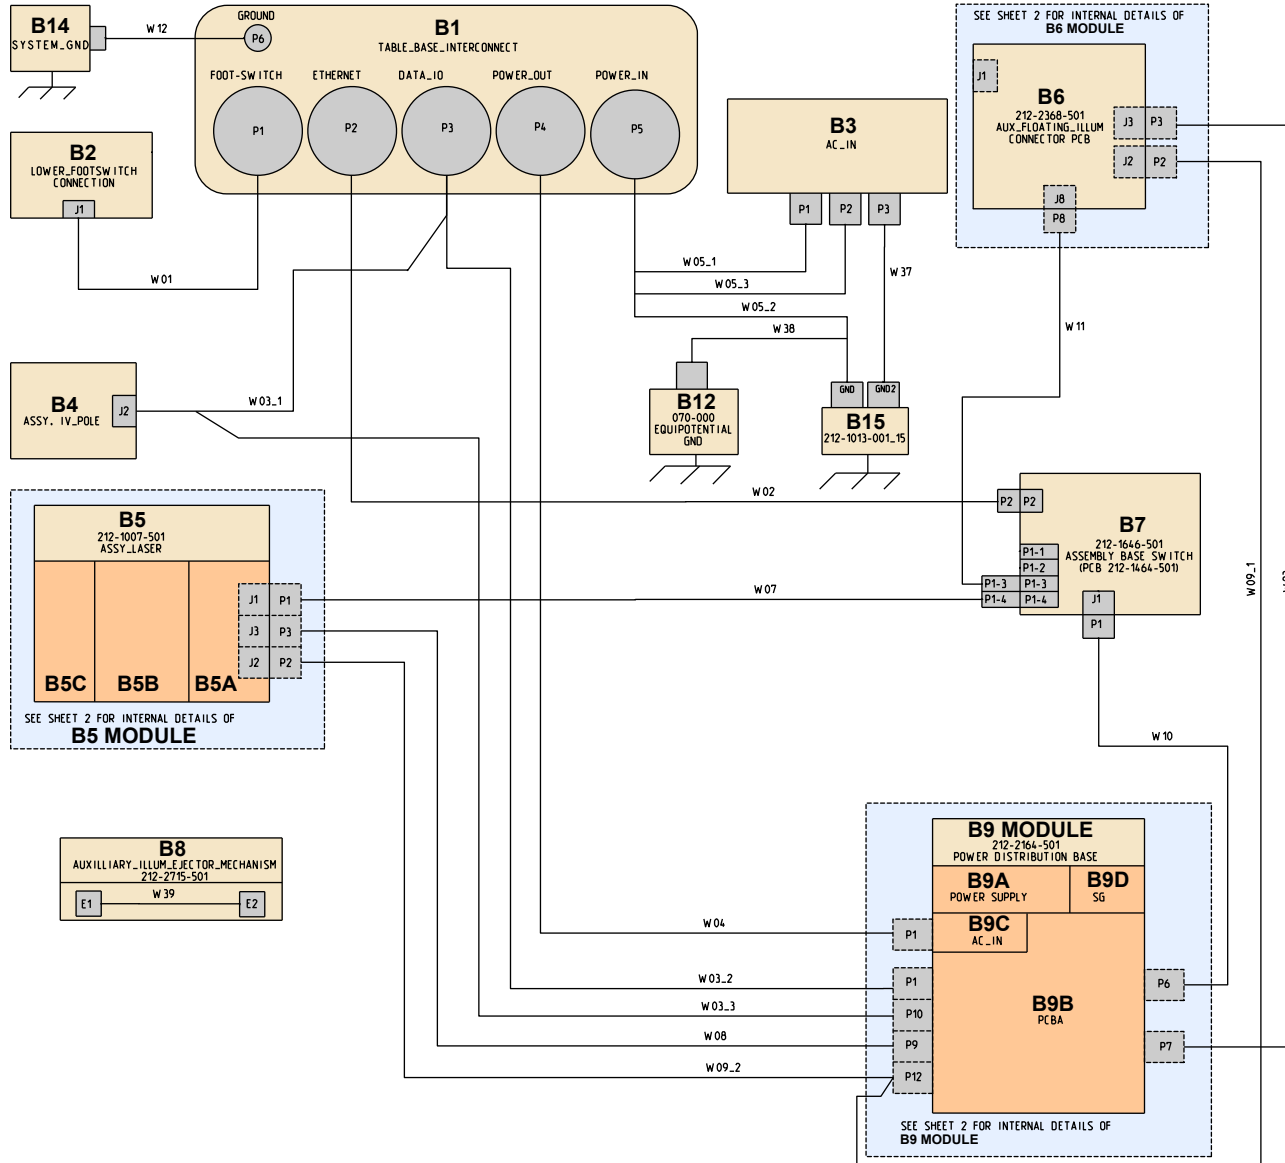 B14
SYSTEM_GND
W12
GROUND
P6
B1
TABLE_BASE_INTERCONNECT
FOOT-SWITCH
ETHERNET
DATA_IO
POWER_OUT
POWER_IN
P1
P2
P3
P4
P5
SEE SHEET 2 FOR INTERNAL DETAILS OF
B6 MODULE
J1
B6
212-2368-501
AUX_FLOATING_ILLUM
CONNECTOR PCB
J3
P3
J2
P2
J8
P8
B3
AC_IN
P1
P2
P3
B2
LOWER_FOOTSWITCH
CONNECTION
J1
W01
W05_1
W05_3
W05_2
W38
W37
W11
B4
ASSY. IV_POLE
J2
W03_1
B12
070-000
EQUIPOTENTIAL
GND
GND
GND2
B15
212-1013-001_15
W02
P2
P2
B7
212-1646-501
ASSEMBLY BASE SWITCH
(PCB 212-1464-501)
P1-1
P1-2
P1-3
P1-3
P1-4
P1-4
J1
P1
W09_1
B5
212-1007-501
ASSY_LASER
J1
P1
J3
P3
J2
P2
B5C
B5B
B5A
SEE SHEET 2 FOR INTERNAL DETAILS OF
B5 MODULE
W07
W10
B8
AUXILLIARY_ILLUM_EJECTOR_MECHANISM
212-2715-501
E1
W39
E2
B9 MODULE
212-2164-501
POWER DISTRIBUTION BASE
B9A
POWER SUPPLY
B9D
SG
B9C
AC_IN
B9B
PCBA
W04
P1
W03_2
P1
W03_3
P10
W08
P9
W09_2
P12
P6
P7
SEE SHEET 2 FOR INTERNAL DETAILS OF
B9 MODULE